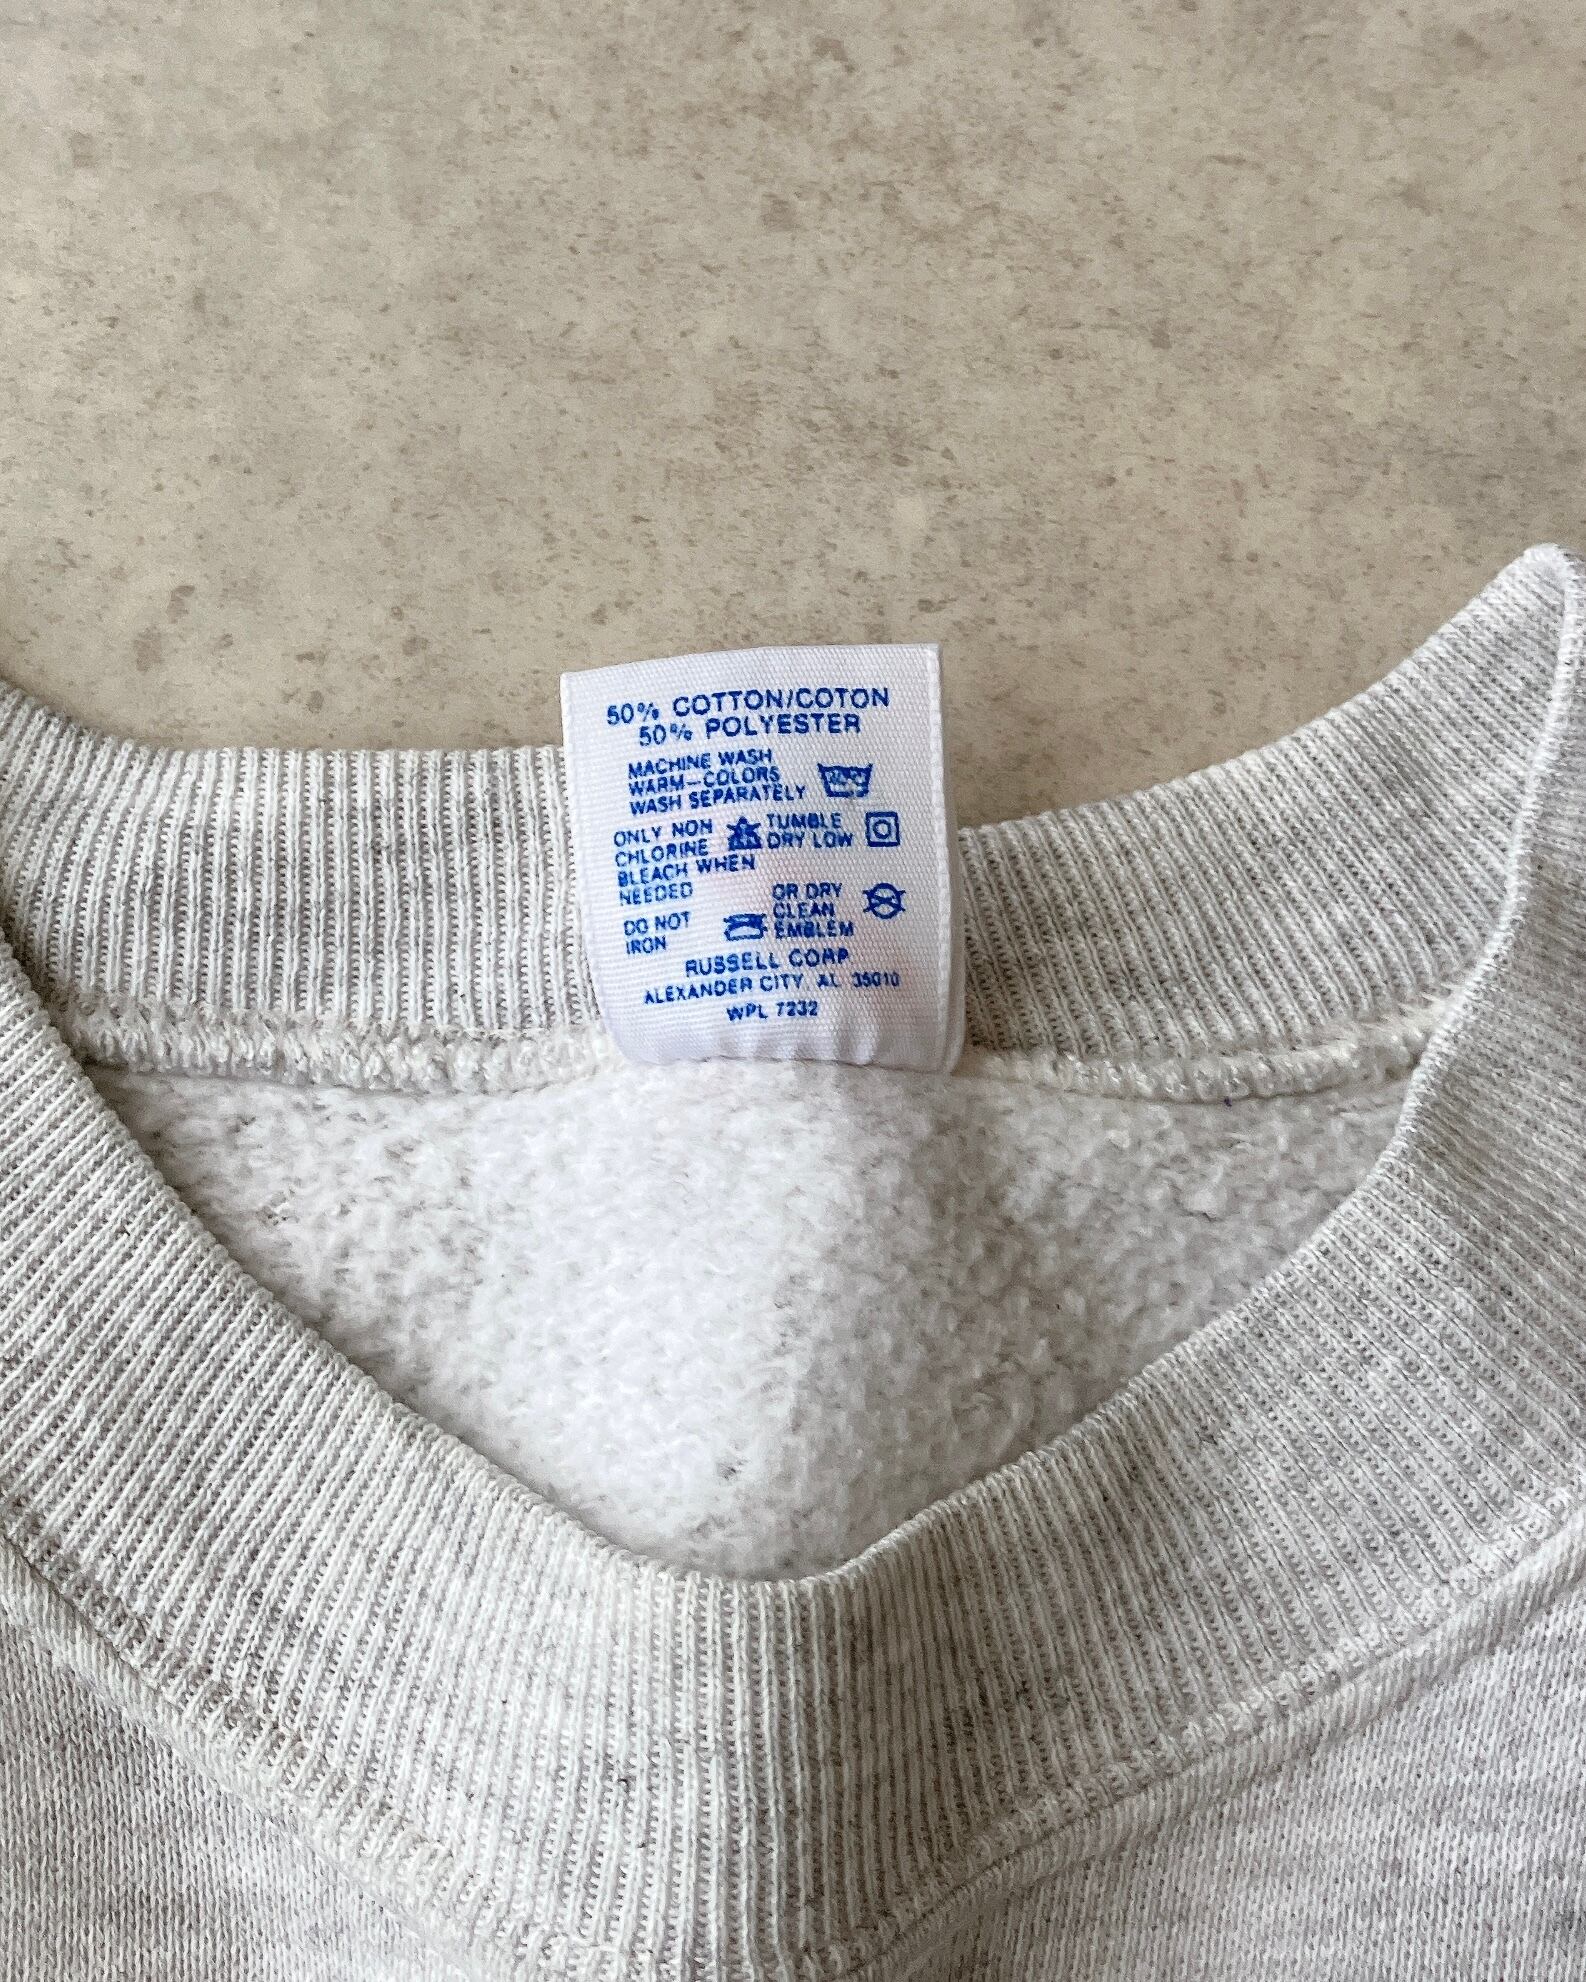 50% COTTON/COTON
50% POLYESTER
MACHINE WASH
WARM-COLORS
WASH SEPARATELY
ONLY NON
CHLORINE
BLEACH WHEN
NEEDED
TUMBLE
DRY LOW
DO NOT
IRON
OR DRY
CLEAN
EMBLEM
RUSSELL CORP
ALEXANDER CITY, AL 35010
WPL 7232